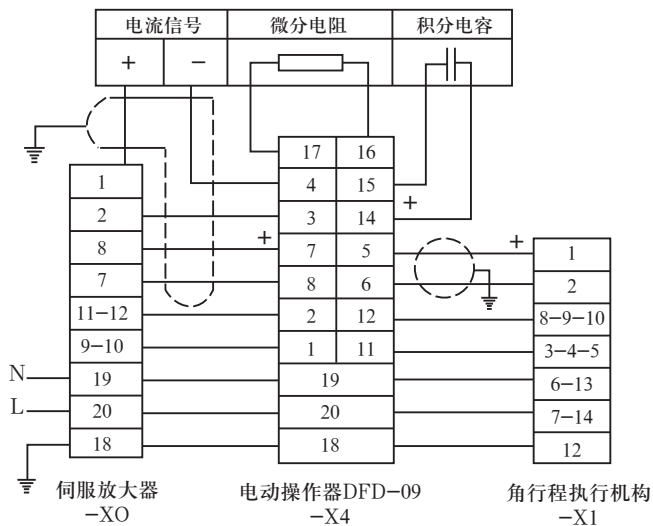 电流信号 微分电阻 积分电容
+ −
17 16
1 4 15
+
2 3 14
+ +
8 7 5 1
7 8 6 2
11−12 2 12 8−9−10
9−10 1 11 3−4−5
N 19 19 6−13
L 20 20 7−14
18 18 12
伺服放大器 电动操作器DFD−09 角行程执行机构
−XO −X4 −X1